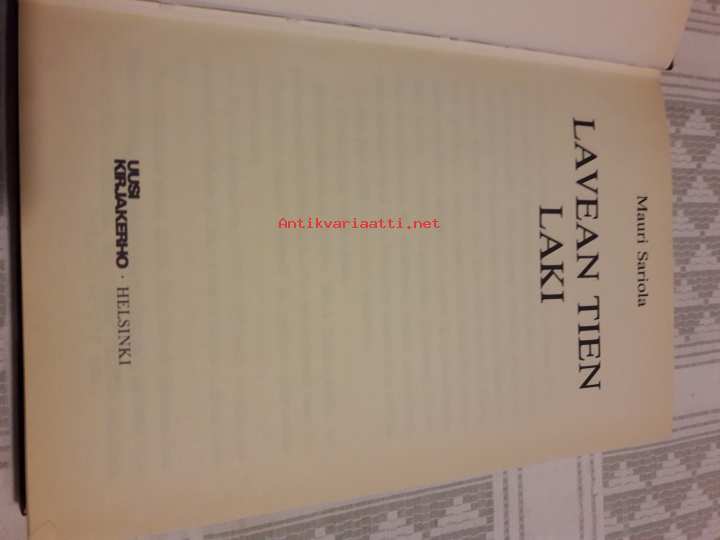 Mauri Sariola
LAVEAN TIEN
LAKI
UUSI
KIRJAKERHO · HELSINKI
Antikvariaatti.net